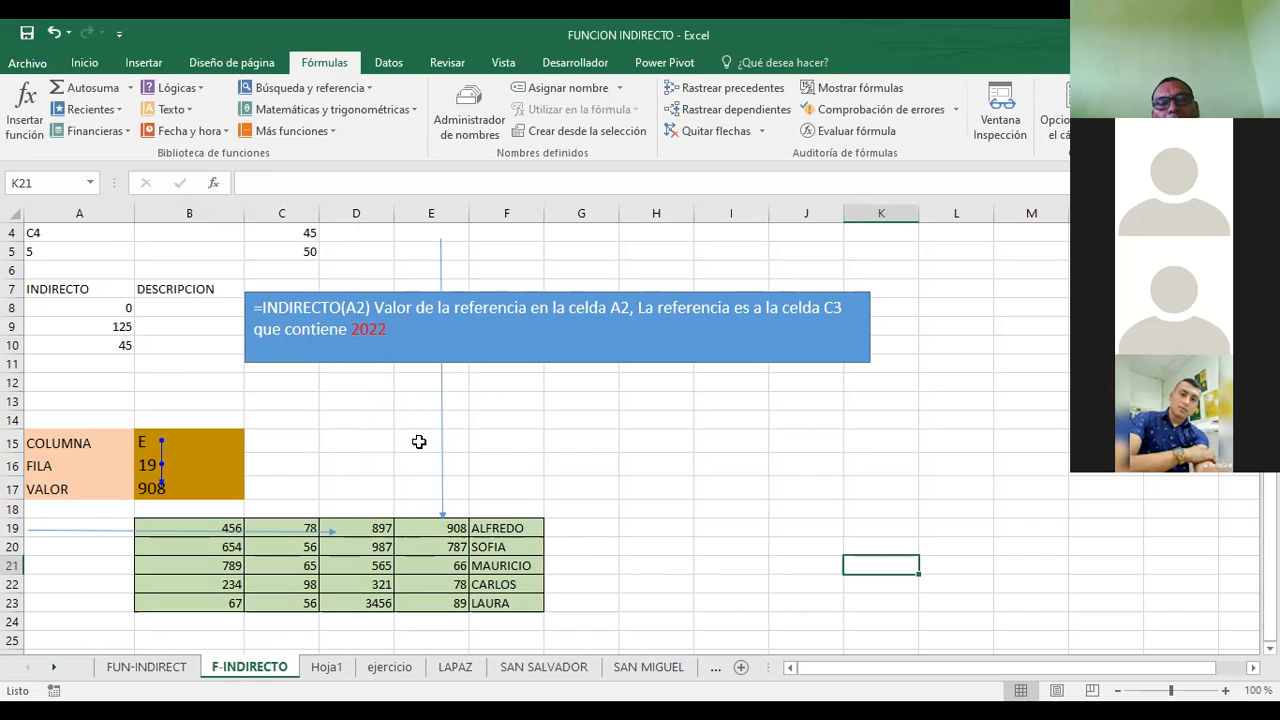 FUNCION INDIRECTO - Excel
Archivo Inicio Insertar Diseño de página Fórmulas Datos Revisar Vista Desarrollador Power Pivot ¿Qué desea hacer?
fx Insertar función
Autosuma Lógicas Búsqueda y referencia
Recientes Texto Matemáticas y trigonométricas
Financieras Fecha y hora Más funciones
Biblioteca de funciones
Administrador de nombres
Asignar nombre
Utilizar en la fórmula
Crear desde la selección
Nombres definidos
Rastrear precedentes Mostrar fórmulas
Rastrear dependientes Comprobación de errores
Quitar flechas Evaluar fórmula
Auditoría de fórmulas
Ventana Inspección
K21 fx
A B C D E F G H I J K L M
4 C4 45
5 5 50
6
7 INDIRECTO DESCRIPCION
8 0
9 125
10 45
=INDIRECTO(A2) Valor de la referencia en la celda A2, La referencia es a la celda C3
que contiene 2022
11
12
13
14
15 COLUMNA E
16 FILA 19
17 VALOR 908
18
19 456 78 897 908 ALFREDO
20 654 56 987 787 SOFIA
21 789 65 565 66 MAURICIO
22 234 98 321 78 CARLOS
23 67 56 3456 89 LAURA
24
25
FUN-INDIRECT F-INDIRECTO Hoja1 ejercicio LAPAZ SAN SALVADOR SAN MIGUEL ...
Listo 100 %